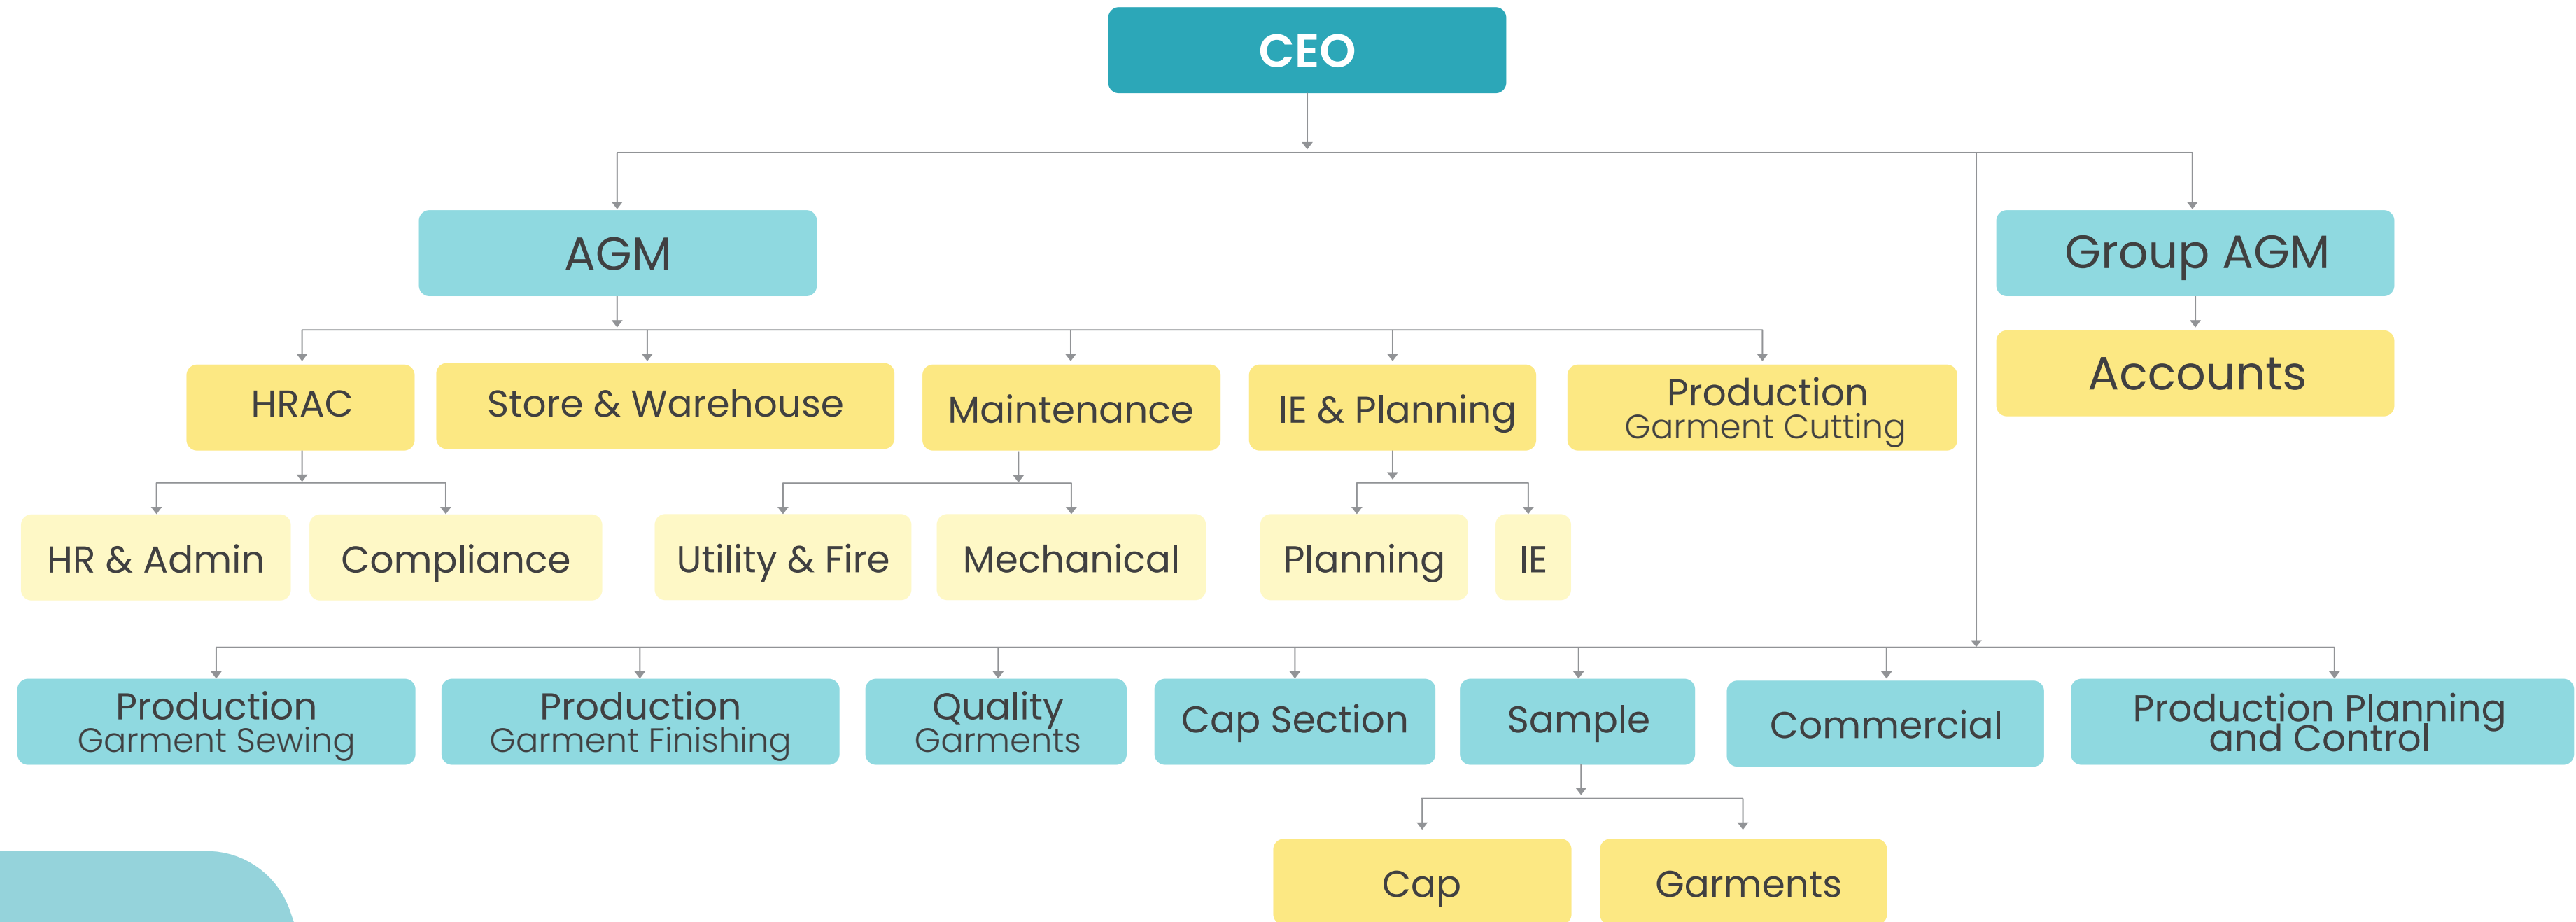 CEO
AGM
Group AGM
HRAC
Store & Warehouse
Maintenance
IE & Planning
Production
Garment Cutting
Accounts
HR & Admin
Compliance
Utility & Fire
Mechanical
Planning
IE
Production
Garment Sewing
Production
Garment Finishing
Quality
Garments
Cap Section
Sample
Commercial
Production Planning
and Control
Cap
Garments